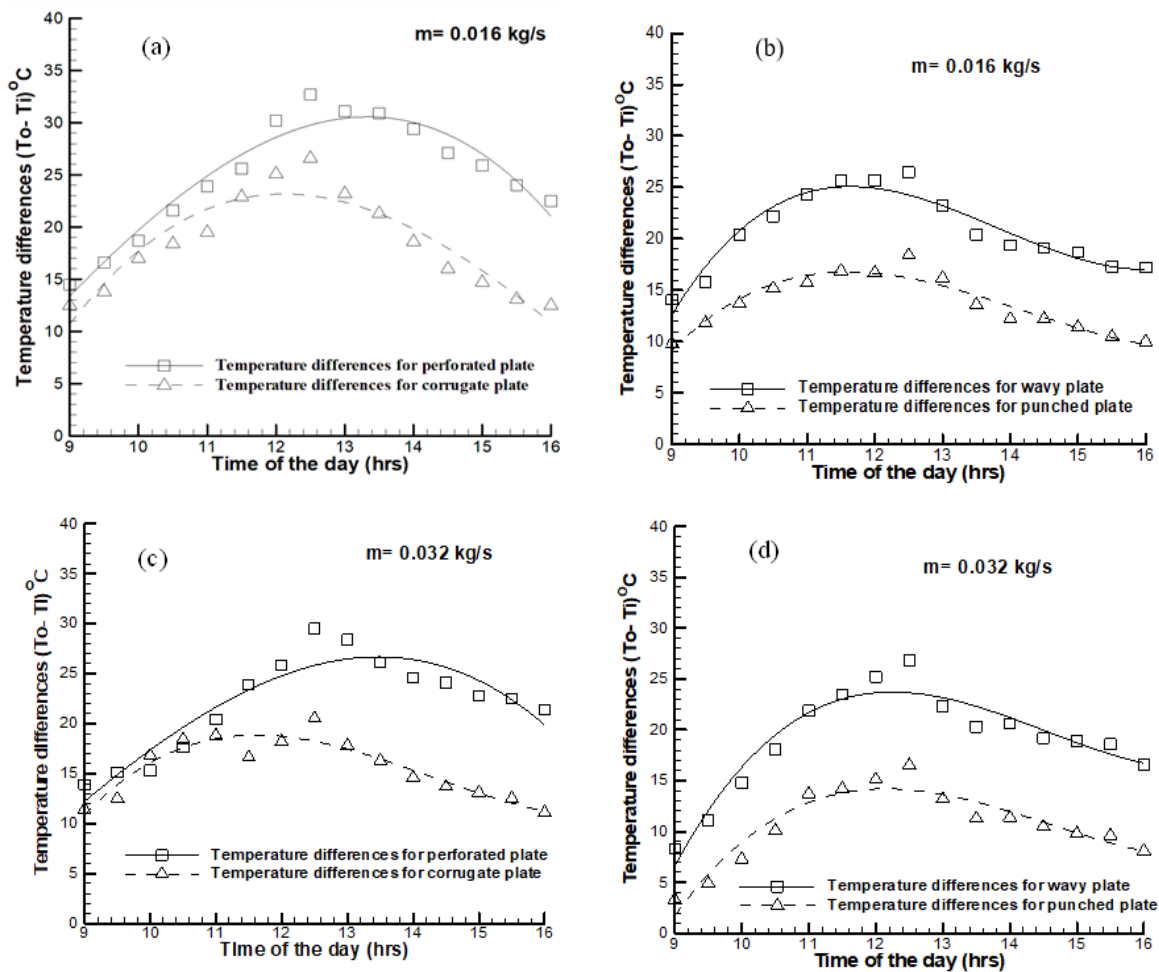 (a)
m= 0.016 kg/s
Temperature differences (To- Ti)°C
40
35
30
25
20
15
10
5
0
Temperature differences for perforated plate
Temperature differences for corrugate plate
9 10 11 12 13 14 15 16
Time of the day (hrs)
(b)
m= 0.016 kg/s
Temperature differences (To- Ti)°C
40
35
30
25
20
15
10
5
0
Temperature differences for wavy plate
Temperature differences for punched plate
9 10 11 12 13 14 15 16
Time of the day (hrs)
(c)
m= 0.032 kg/s
Temperature differences (To- Ti)°C
40
35
30
25
20
15
10
5
0
Temperature differences for perforated plate
Temperature differences for corrugate plate
9 10 11 12 13 14 15 16
Time of the day (hrs)
(d)
m= 0.032 kg/s
Temperature differences (To- Ti)°C
40
35
30
25
20
15
10
5
0
Temperature differences for wavy plate
Temperature differences for punched plate
9 10 11 12 13 14 15 16
Time of the day (hrs)